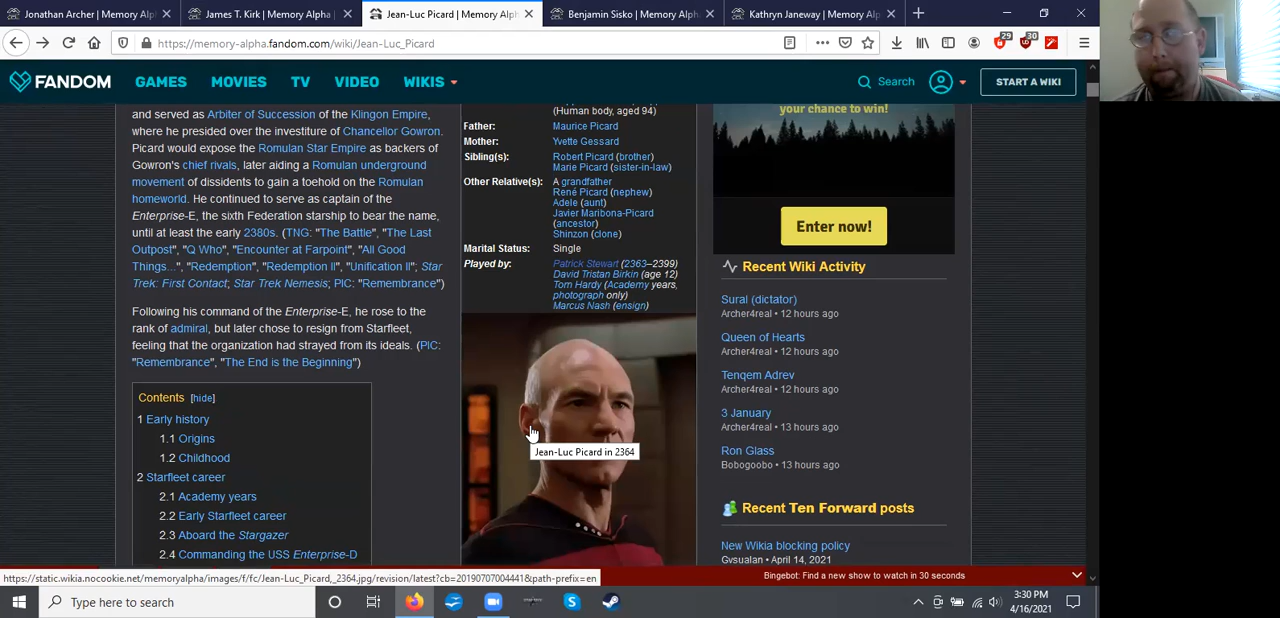 Jonathan Archer | Memory Alpha
James T. Kirk | Memory Alpha |
Jean-Luc Picard | Memory Alpha
Benjamin Sisko | Memory Alpha
Kathryn Janeway | Memory Alpha
https://memory-alpha.fandom.com/wiki/Jean-Luc_Picard
29
30
FANDOM
GAMES
MOVIES
TV
VIDEO
WIKIS
Search
START A WIKI
and served as Arbiter of Succession of the Klingon Empire,
where he presided over the investiture of Chancellor Gowron.
Picard would expose the Romulan Star Empire as backers of
Gowron's chief rivals, later aiding a Romulan underground
movement of dissidents to gain a toehold on the Romulan
homeworld. He continued to serve as captain of the
Enterprise-E, the sixth Federation starship to bear the name,
until at least the early 2380s. (TNG: "The Battle", "The Last
Outpost", "Q Who", "Encounter at Farpoint", "All Good
Things...", "Redemption", "Redemption II", "Unification II"; Star
Trek: First Contact; Star Trek Nemesis; PIC: "Remembrance")
Following his command of the Enterprise-E, he rose to the
rank of admiral, but later chose to resign from Starfleet,
feeling that the organization had strayed from its ideals. (PIC:
"Remembrance", "The End is the Beginning")
Contents [hide]
1 Early history
1.1 Origins
1.2 Childhood
2 Starfleet career
2.1 Academy years
2.2 Early Starfleet career
2.3 Aboard the Stargazer
2.4 Commanding the USS Enterprise-D
(Human body, aged 94)
Father: Maurice Picard
Mother: Yvette Gessard
Sibling(s): Robert Picard (brother)
Marie Picard (sister-in-law)
Other Relative(s): A grandfather
René Picard (nephew)
Adele (aunt)
Javier Maribona-Picard
(ancestor)
Shinzon (clone)
Marital Status: Single
Played by: Patrick Stewart (2363–2399)
David Tristan Birkin (age 12)
Tom Hardy (Academy years,
photograph only)
Marcus Nash (ensign)
Jean-Luc Picard in 2364
your chance to win!
Enter now!
Recent Wiki Activity
Sural (dictator)
Archer4real • 12 hours ago
Queen of Hearts
Archer4real • 12 hours ago
Tenqem Adrev
Archer4real • 12 hours ago
3 January
Archer4real • 13 hours ago
Ron Glass
Bobogoobo • 13 hours ago
Recent Ten Forward posts
New Wikia blocking policy
Gvsualan • April 14, 2021
https://static.wikia.nocookie.net/memoryalpha/images/f/fc/Jean-Luc_Picard,_2364.jpg/revision/latest?cb=20190707004441&path-prefix=en
Bingebot: Find a new show to watch in 30 seconds
Type here to search
3:30 PM
4/16/2021